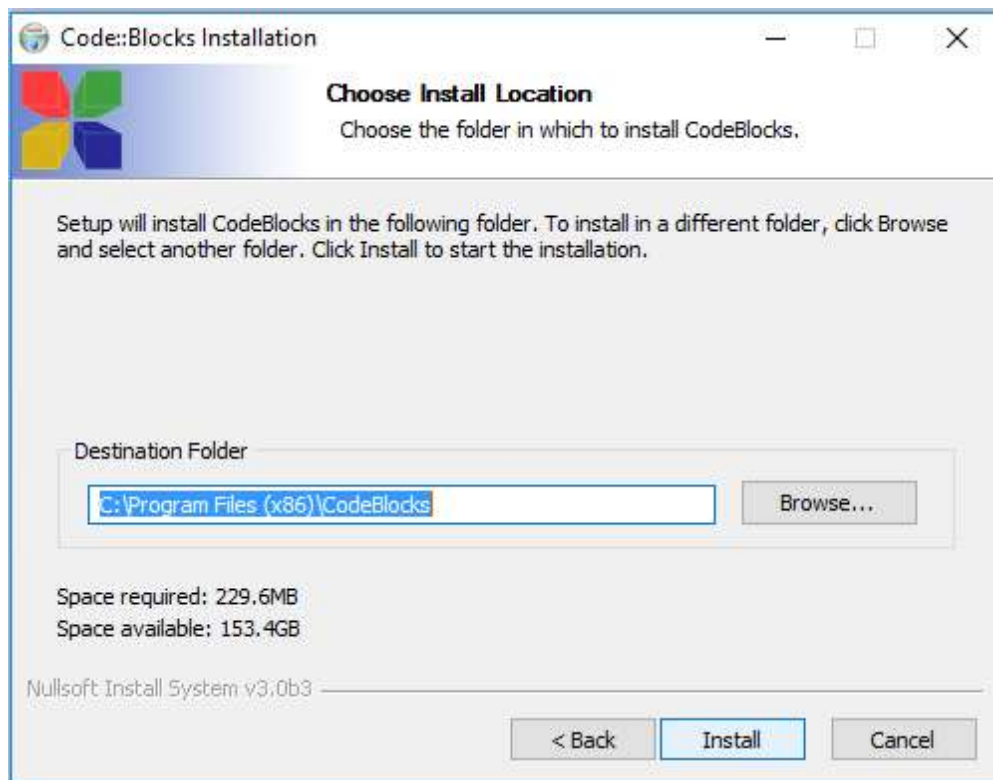 Code::Blocks Installation
Choose Install Location
Choose the folder in which to install CodeBlocks.
Setup will install CodeBlocks in the following folder. To install in a different folder, click Browse
and select another folder. Click Install to start the installation.
Destination Folder
C:\Program Files (x86)\CodeBlocks
Browse...
Space required: 229.6MB
Space available: 153.4GB
Nullsoft Install System v3.0b3
< Back
Install
Cancel